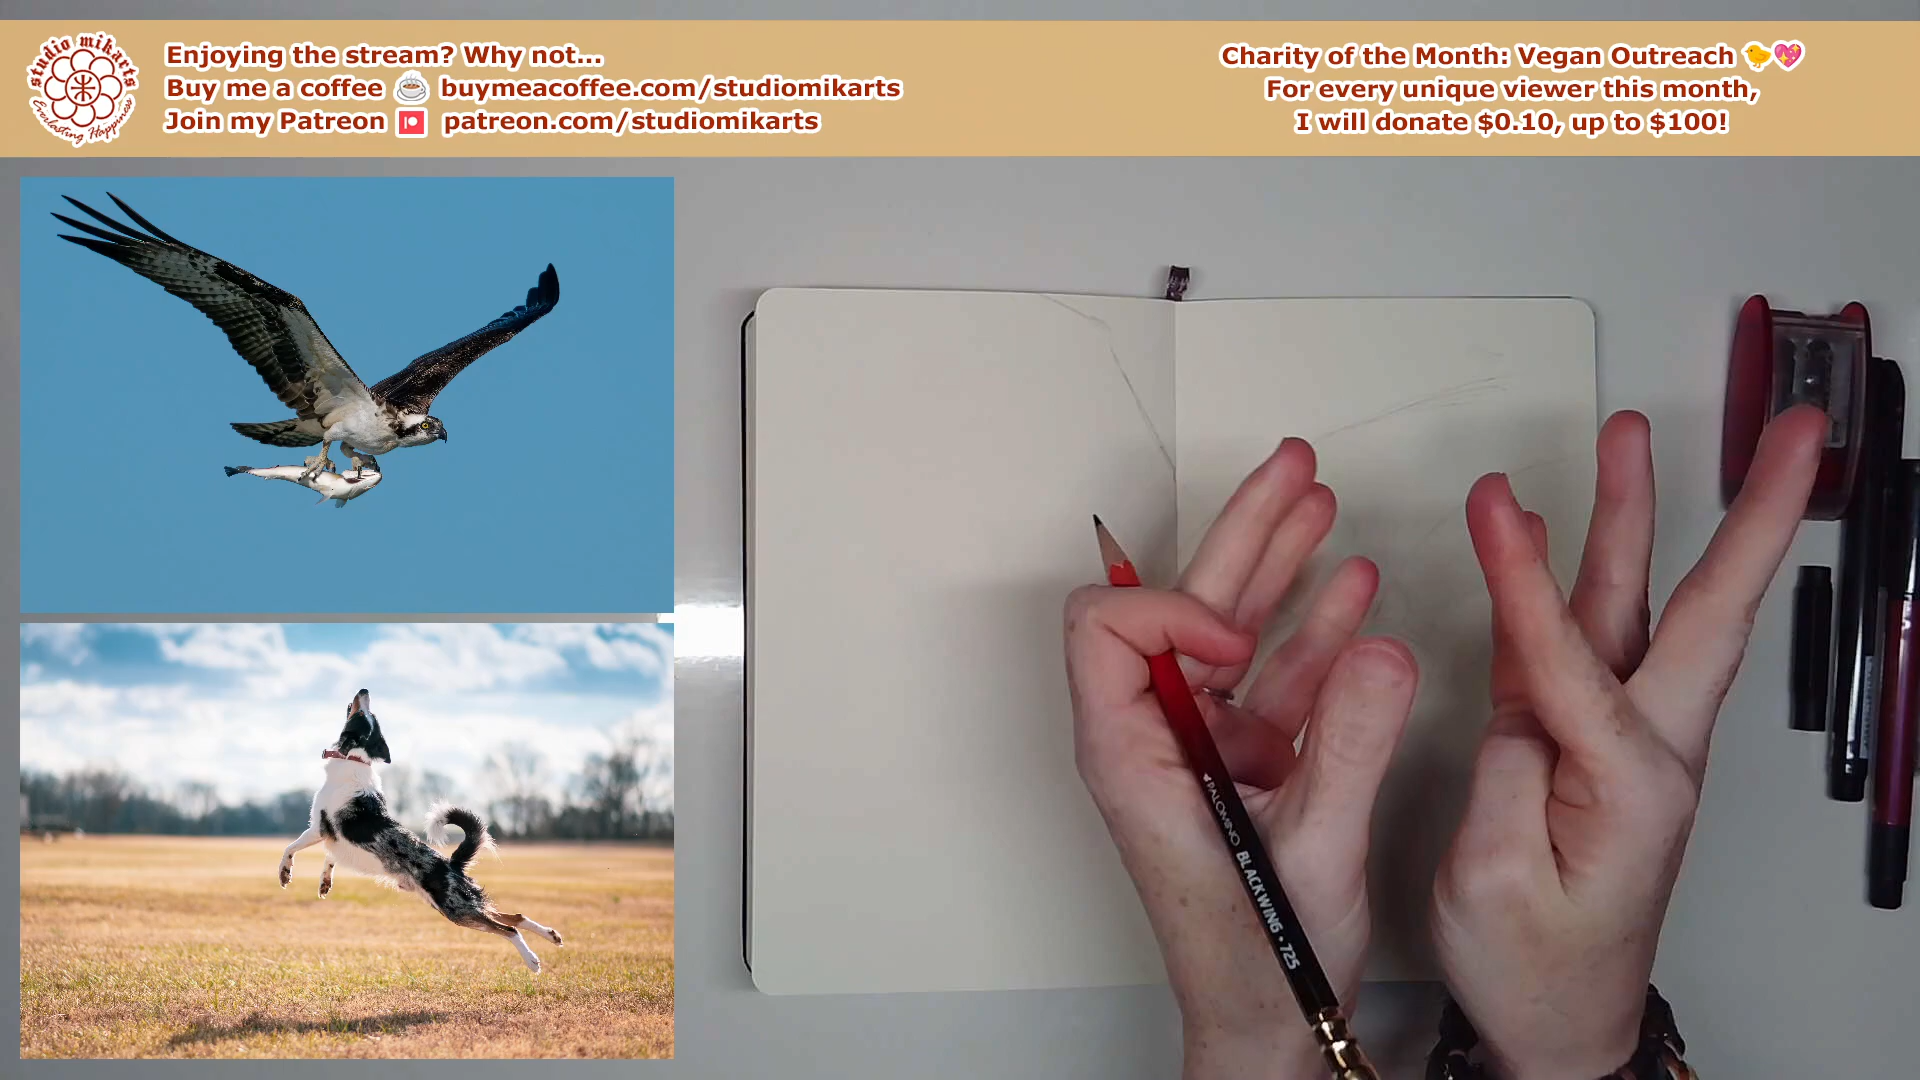 studio mikarts
Everlasting Happiness
Enjoying the stream? Why not...
Buy me a coffee ☕ buymeacoffee.com/studiomikarts
Join my Patreon patreon.com/studiomikarts
Charity of the Month: Vegan Outreach 🐤💖
For every unique viewer this month,
I will donate $0.10, up to $100!
PALOMINO BLACKWING • 725